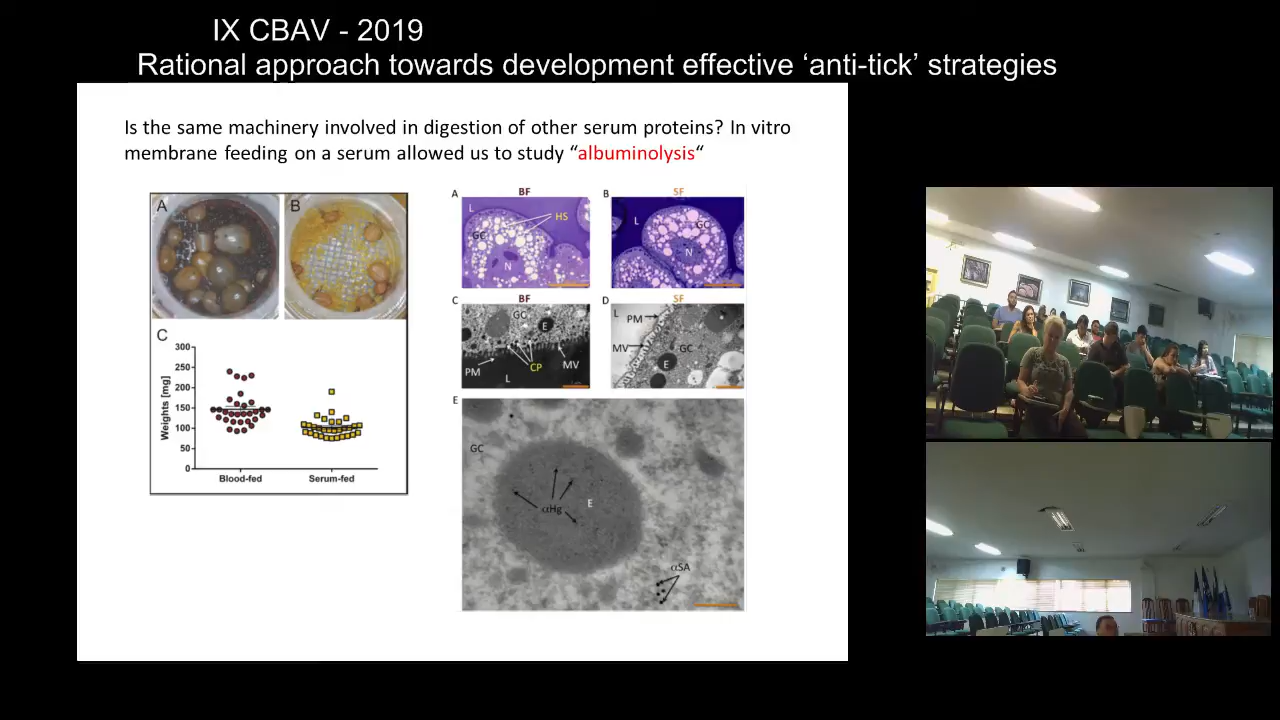 IX CBAV - 2019
Rational approach towards development effective ‘anti-tick’ strategies
Is the same machinery involved in digestion of other serum proteins? In vitro
membrane feeding on a serum allowed us to study “albuminolysis“
A
B
C
Weights [mg]
300
250
200
150
100
50
0
Blood-fed
Serum-fed
A
BF
L
HS
GC
N
B
SF
L
GC
N
C
BF
GC
E
PM
CP
MV
L
D
SF
L
PM
MV
GC
E
E
GC
αHg
E
αSA